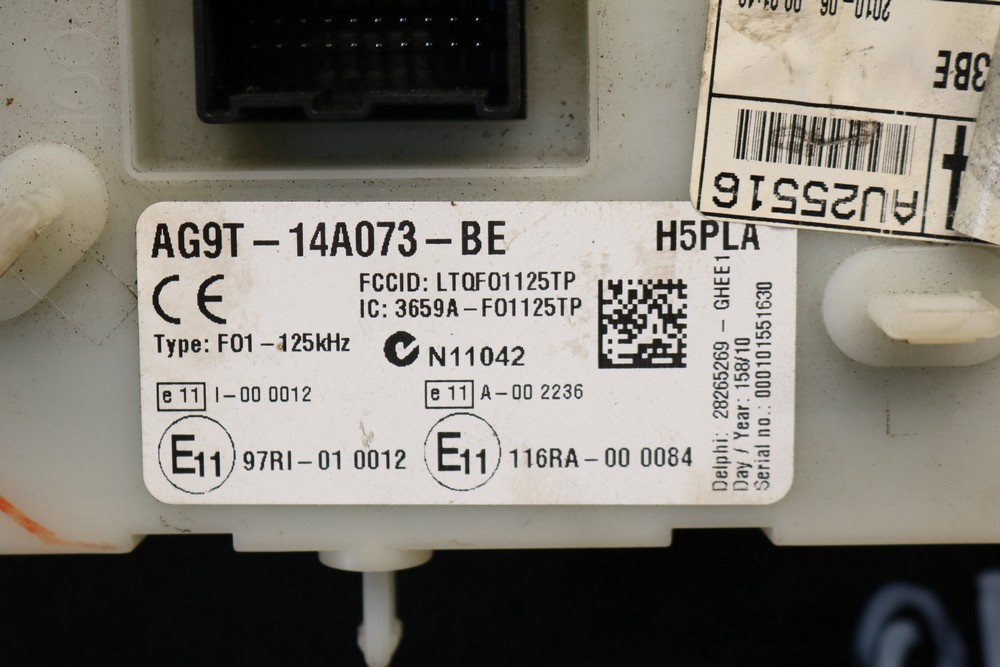 AG9T-14A073-BE H5PLA
CE FCCID: LTQF01125TP
IC: 3659A-F01125TP
Type: F01-125kHz N11042
e 11 I-00 0012 e 11 A-00 2236
E11 97RI-01 0012 E11 116RA-00 0084
Delphi: 28265269 - GHEE1
Day / Year: 158/10
Serial no.: 000101551630
AU25516
3BE